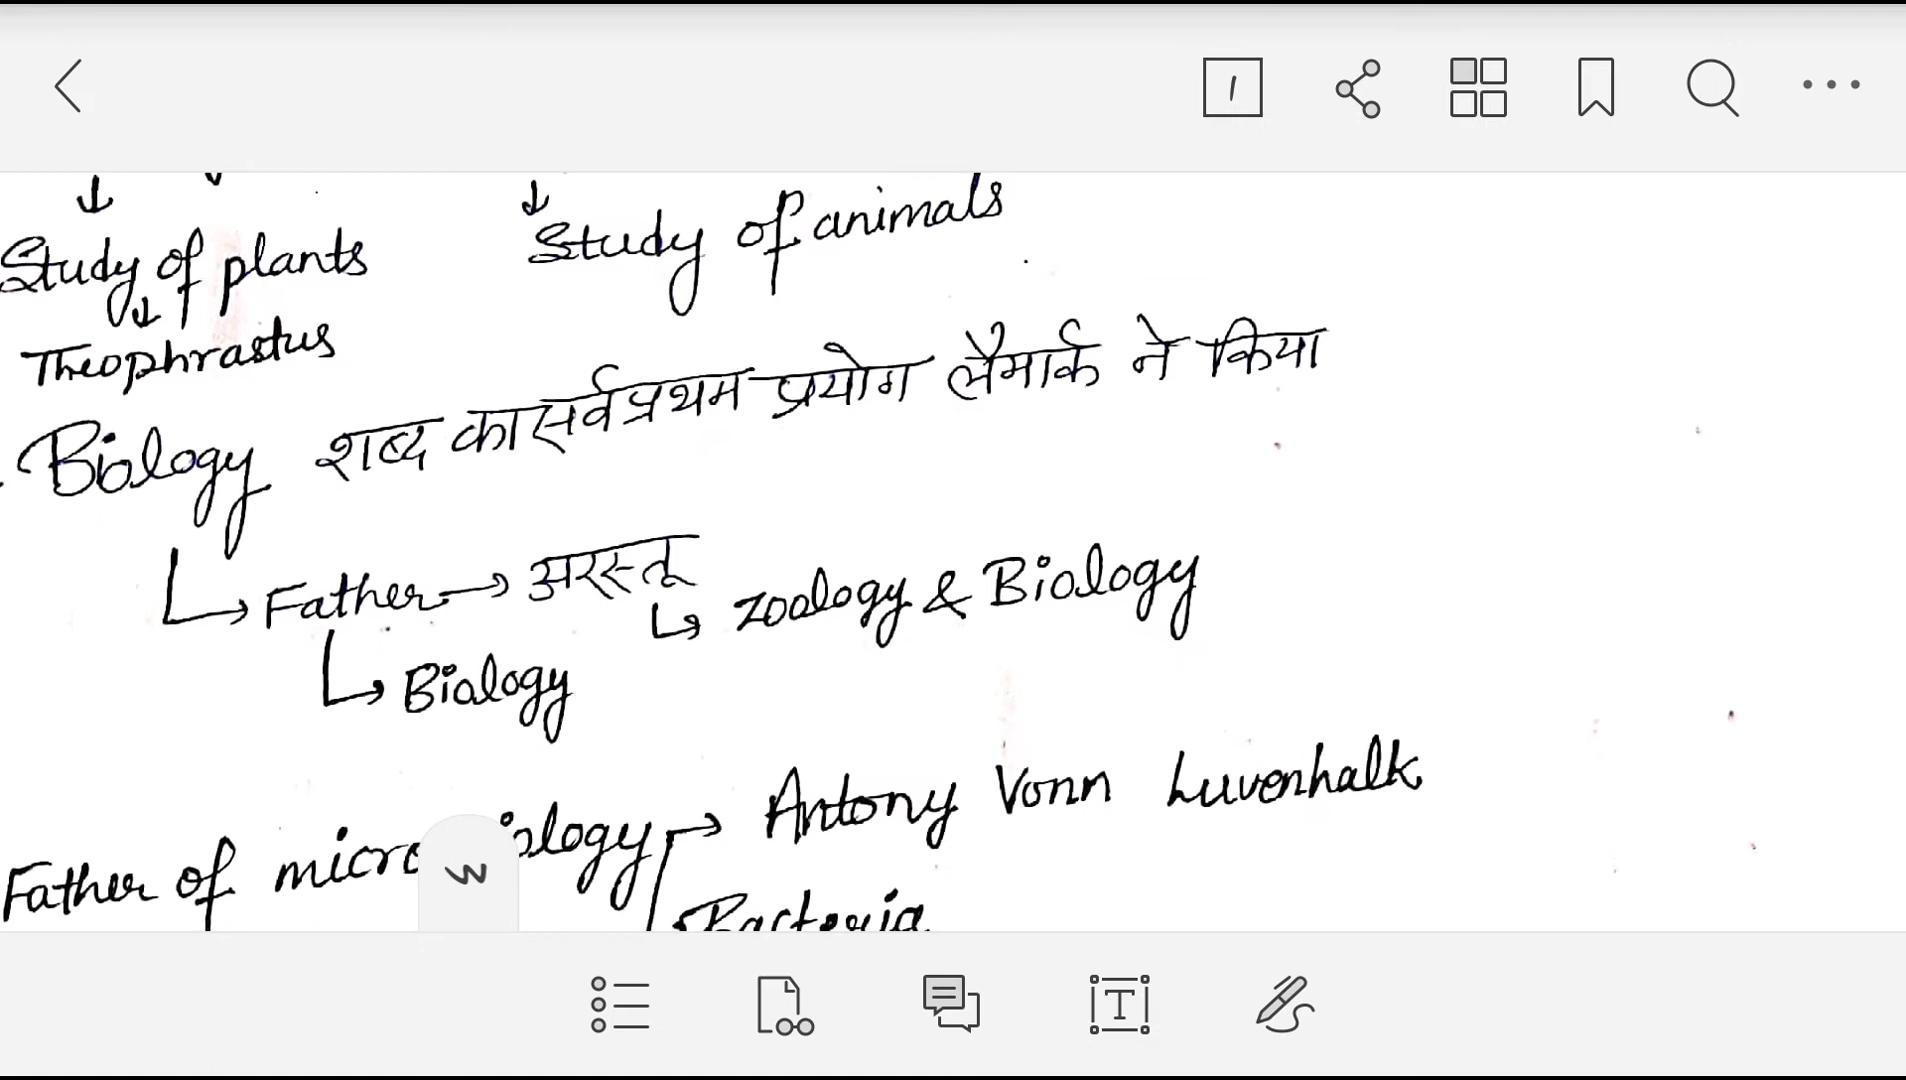 ↓ ↓
Study of plants Study of animals
↓
Theophrastus
Biology शब्द का सर्वप्रथम प्रयोग लैमार्क ने किया
↳ Father → अरस्तू
↳ Zoology & Biology
↳ Biology
Father of micro ology → Antony Vonn Luvenhalk
Bacteria